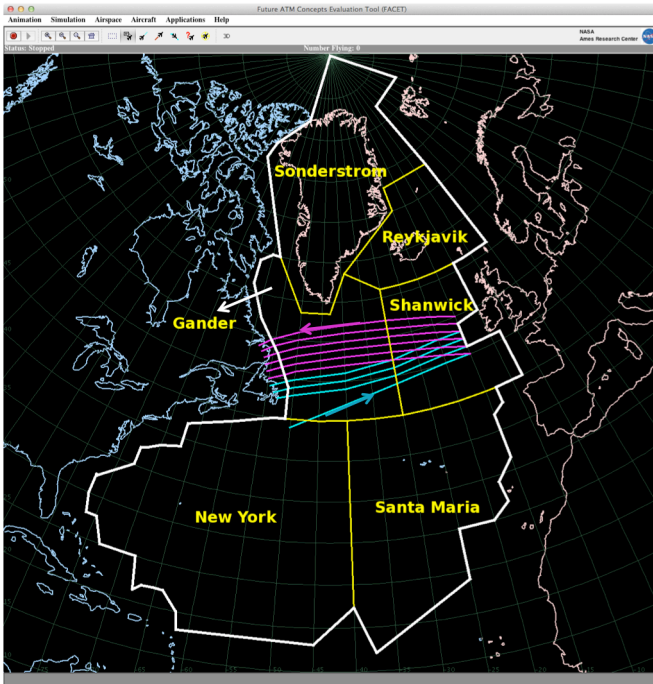 Future ATM Concepts Evaluation Tool (FACET)
Animation Simulation Airspace Aircraft Applications Help
3D
NASA
Ames Research Center
Status: Stopped
Number Flying: 0
Sonderstrom
Reykjavik
Shanwick
Gander
New York
Santa Maria